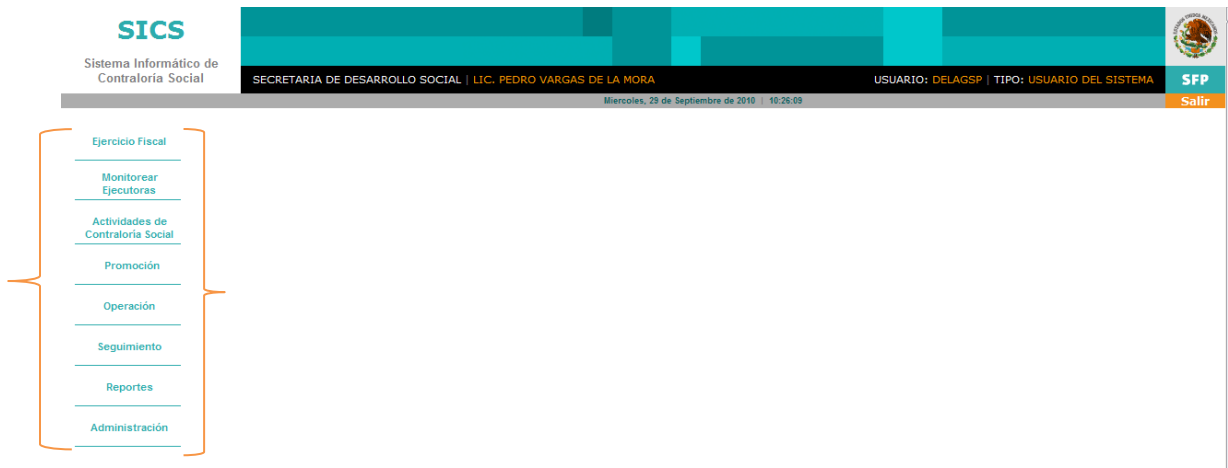 SICS
Sistema Informático de
Contraloría Social
SECRETARIA DE DESARROLLO SOCIAL | LIC. PEDRO VARGAS DE LA MORA
USUARIO: DELAGSP | TIPO: USUARIO DEL SISTEMA
SFP
Miercoles, 29 de Septiembre de 2010 | 10:26:09
Salir
Ejercicio Fiscal
Monitorear
Ejecutoras
Actividades de
Contraloría Social
Promoción
Operación
Seguimiento
Reportes
Administración